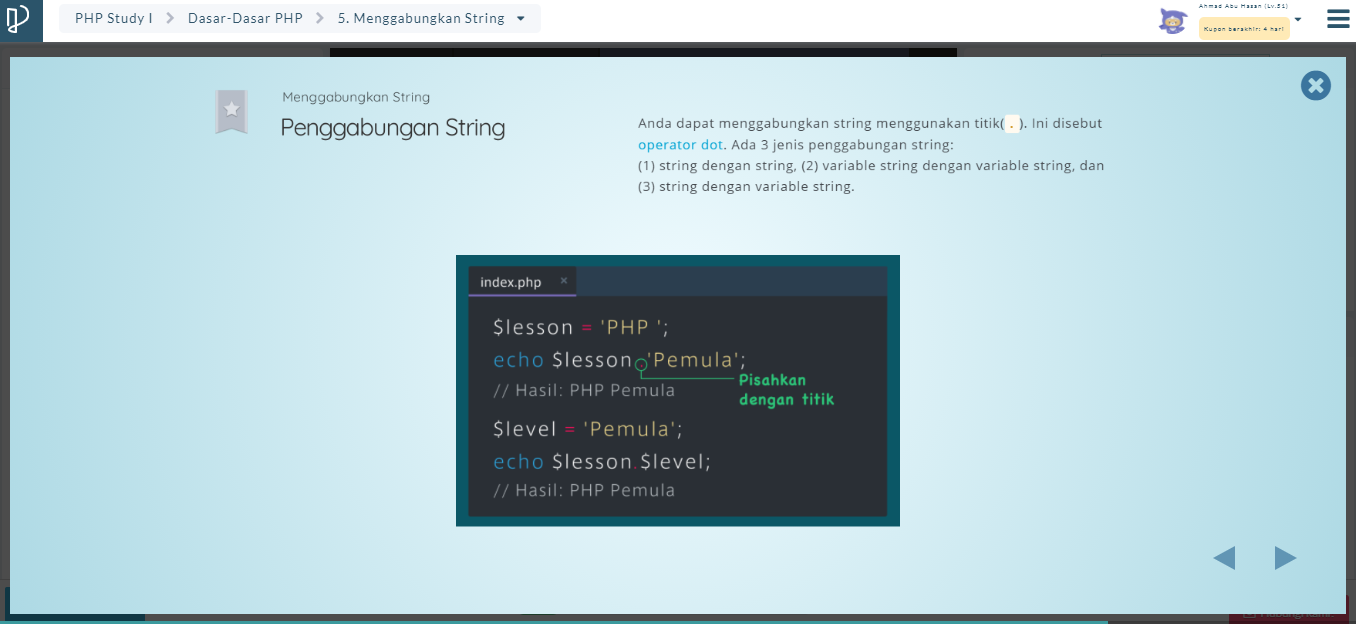 PHP Study I
Dasar-Dasar PHP
5. Menggabungkan String
Ahmad Abu Hasan (Lv.51)
Kupon berakhir: 4 hari
Menggabungkan String
Penggabungan String
Anda dapat menggabungkan string menggunakan titik( . ). Ini disebut
operator dot. Ada 3 jenis penggabungan string:
(1) string dengan string, (2) variable string dengan variable string, dan
(3) string dengan variable string.
index.php ×
$lesson = 'PHP ';
echo $lesson.'Pemula';
// Hasil: PHP Pemula
Pisahkan
dengan titik
$level = 'Pemula';
echo $lesson.$level;
// Hasil: PHP Pemula